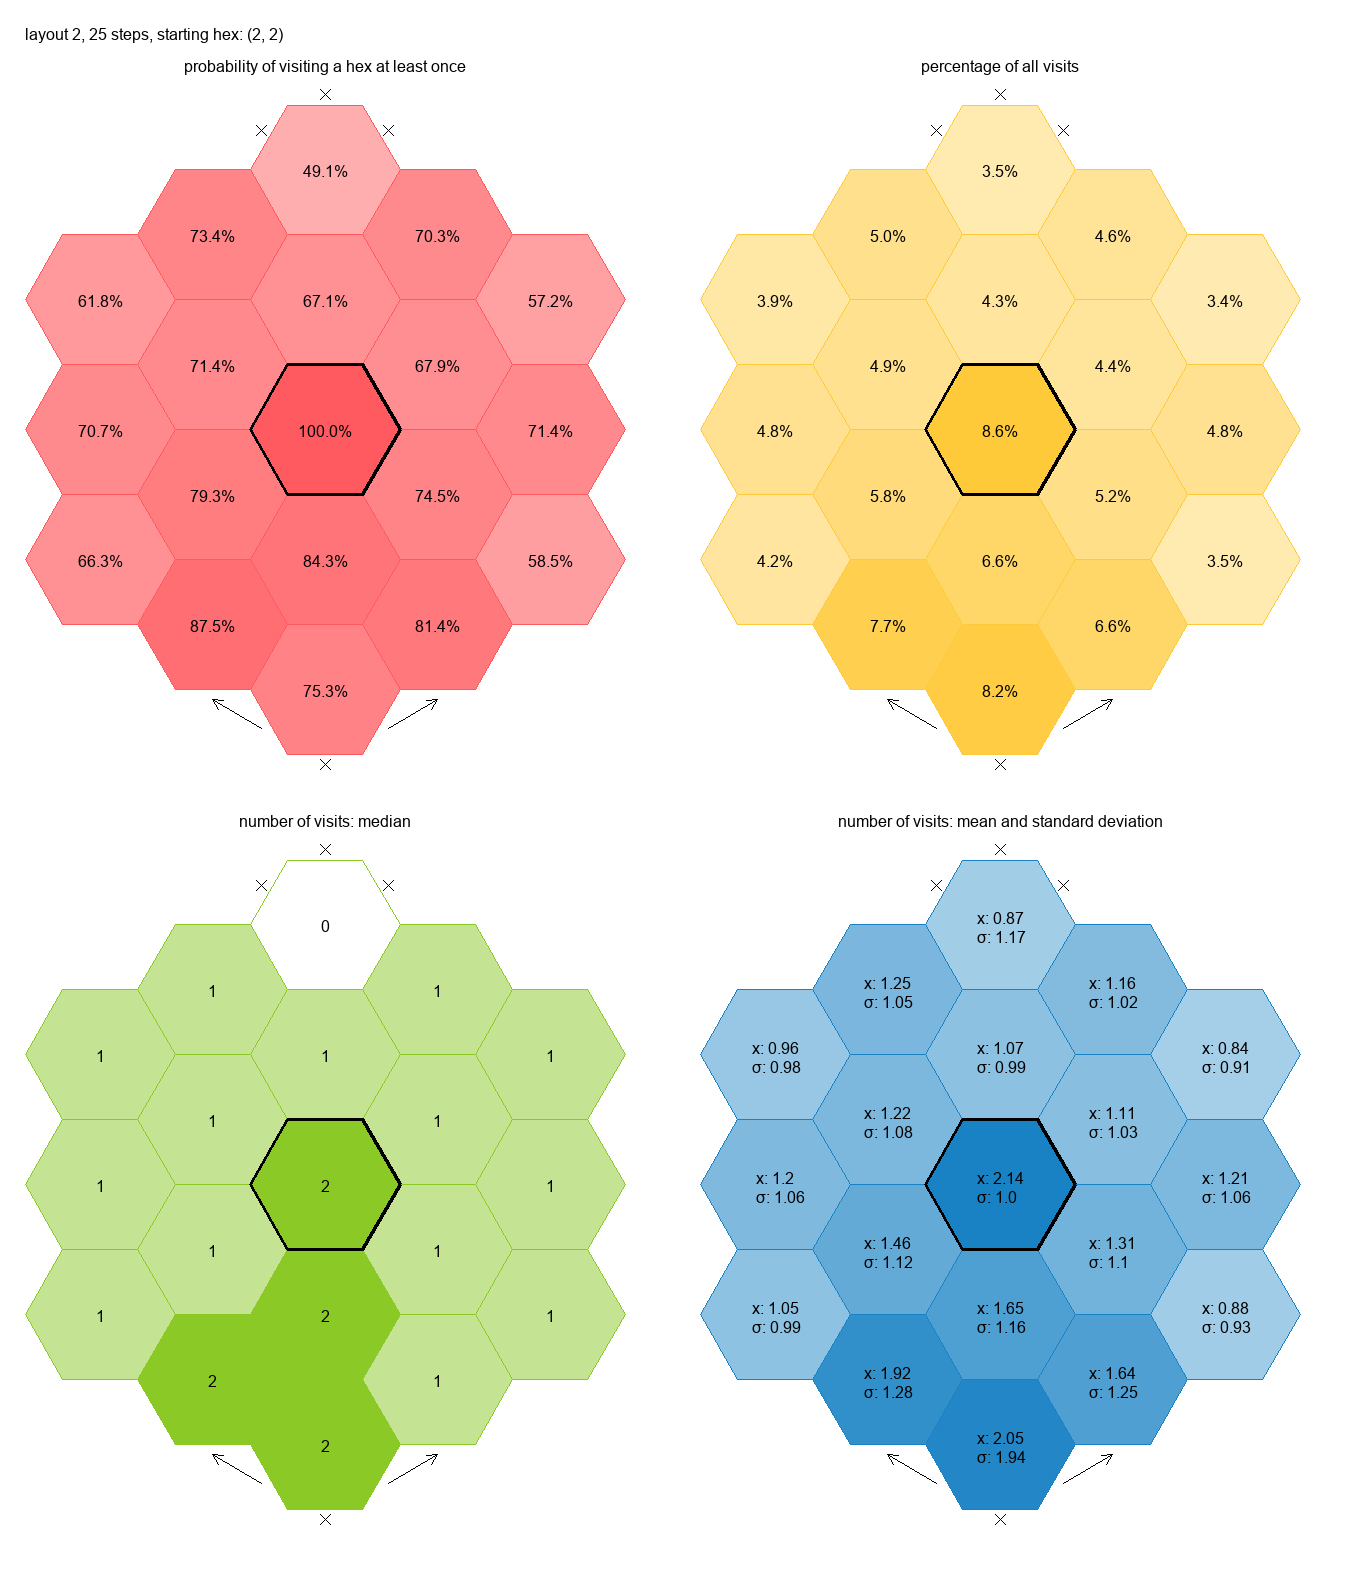 layout 2, 25 steps, starting hex: (2, 2)
probability of visiting a hex at least once
49.1%
73.4%
70.3%
61.8%
67.1%
57.2%
71.4%
67.9%
70.7%
100.0%
71.4%
79.3%
74.5%
66.3%
84.3%
58.5%
87.5%
81.4%
75.3%
percentage of all visits
3.5%
5.0%
4.6%
3.9%
4.3%
3.4%
4.9%
4.4%
4.8%
8.6%
4.8%
5.8%
5.2%
4.2%
6.6%
3.5%
7.7%
6.6%
8.2%
number of visits: median
0
1
1
1
1
1
1
1
1
2
1
1
1
1
2
1
2
1
2
number of visits: mean and standard deviation
x: 0.87
σ: 1.17
x: 1.25
σ: 1.05
x: 1.16
σ: 1.02
x: 0.96
σ: 0.98
x: 1.07
σ: 0.99
x: 0.84
σ: 0.91
x: 1.22
σ: 1.08
x: 1.11
σ: 1.03
x: 1.2
σ: 1.06
x: 2.14
σ: 1.0
x: 1.21
σ: 1.06
x: 1.46
σ: 1.12
x: 1.31
σ: 1.1
x: 1.05
σ: 0.99
x: 1.65
σ: 1.16
x: 0.88
σ: 0.93
x: 1.92
σ: 1.28
x: 1.64
σ: 1.25
x: 2.05
σ: 1.94